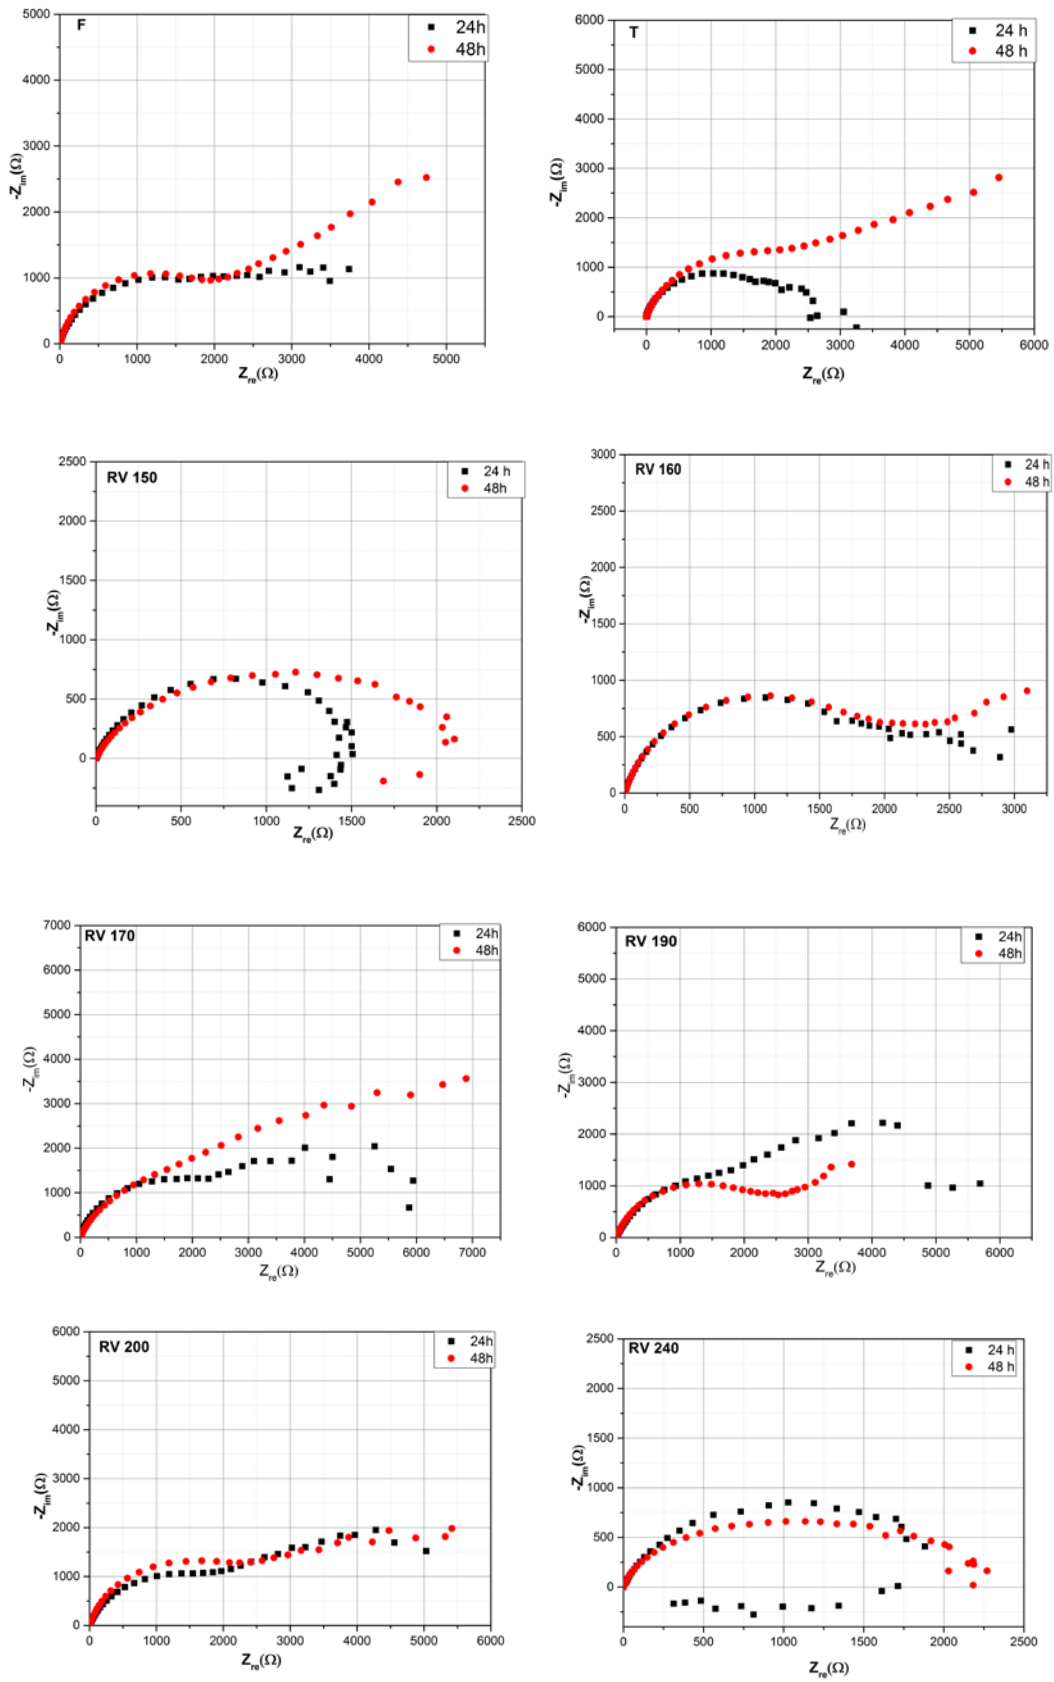 F
24h
48h
5000
4000
3000
2000
1000
0
-Zim(Ω)
0 1000 2000 3000 4000 5000
Zre(Ω)
T
24 h
48 h
6000
5000
4000
3000
2000
1000
0
-Zim(Ω)
0 1000 2000 3000 4000 5000 6000
Zre(Ω)
RV 150
24 h
48h
2500
2000
1500
1000
500
0
-Zim(Ω)
0 500 1000 1500 2000 2500
Zre(Ω)
RV 160
24 h
48 h
3000
2500
2000
1500
1000
500
0
-Zim(Ω)
0 500 1000 1500 2000 2500 3000
Zre(Ω)
RV 170
24h
48h
7000
6000
5000
4000
3000
2000
1000
0
-Zim(Ω)
0 1000 2000 3000 4000 5000 6000 7000
Zre(Ω)
RV 190
24h
48h
6000
5000
4000
3000
2000
1000
0
-Zim(Ω)
0 1000 2000 3000 4000 5000 6000
Zre(Ω)
RV 200
24h
48h
6000
5000
4000
3000
2000
1000
0
-Zim(Ω)
0 1000 2000 3000 4000 5000 6000
Zre(Ω)
RV 240
24 h
48 h
2500
2000
1500
1000
500
0
-Zim(Ω)
0 500 1000 1500 2000 2500
Zre(Ω)